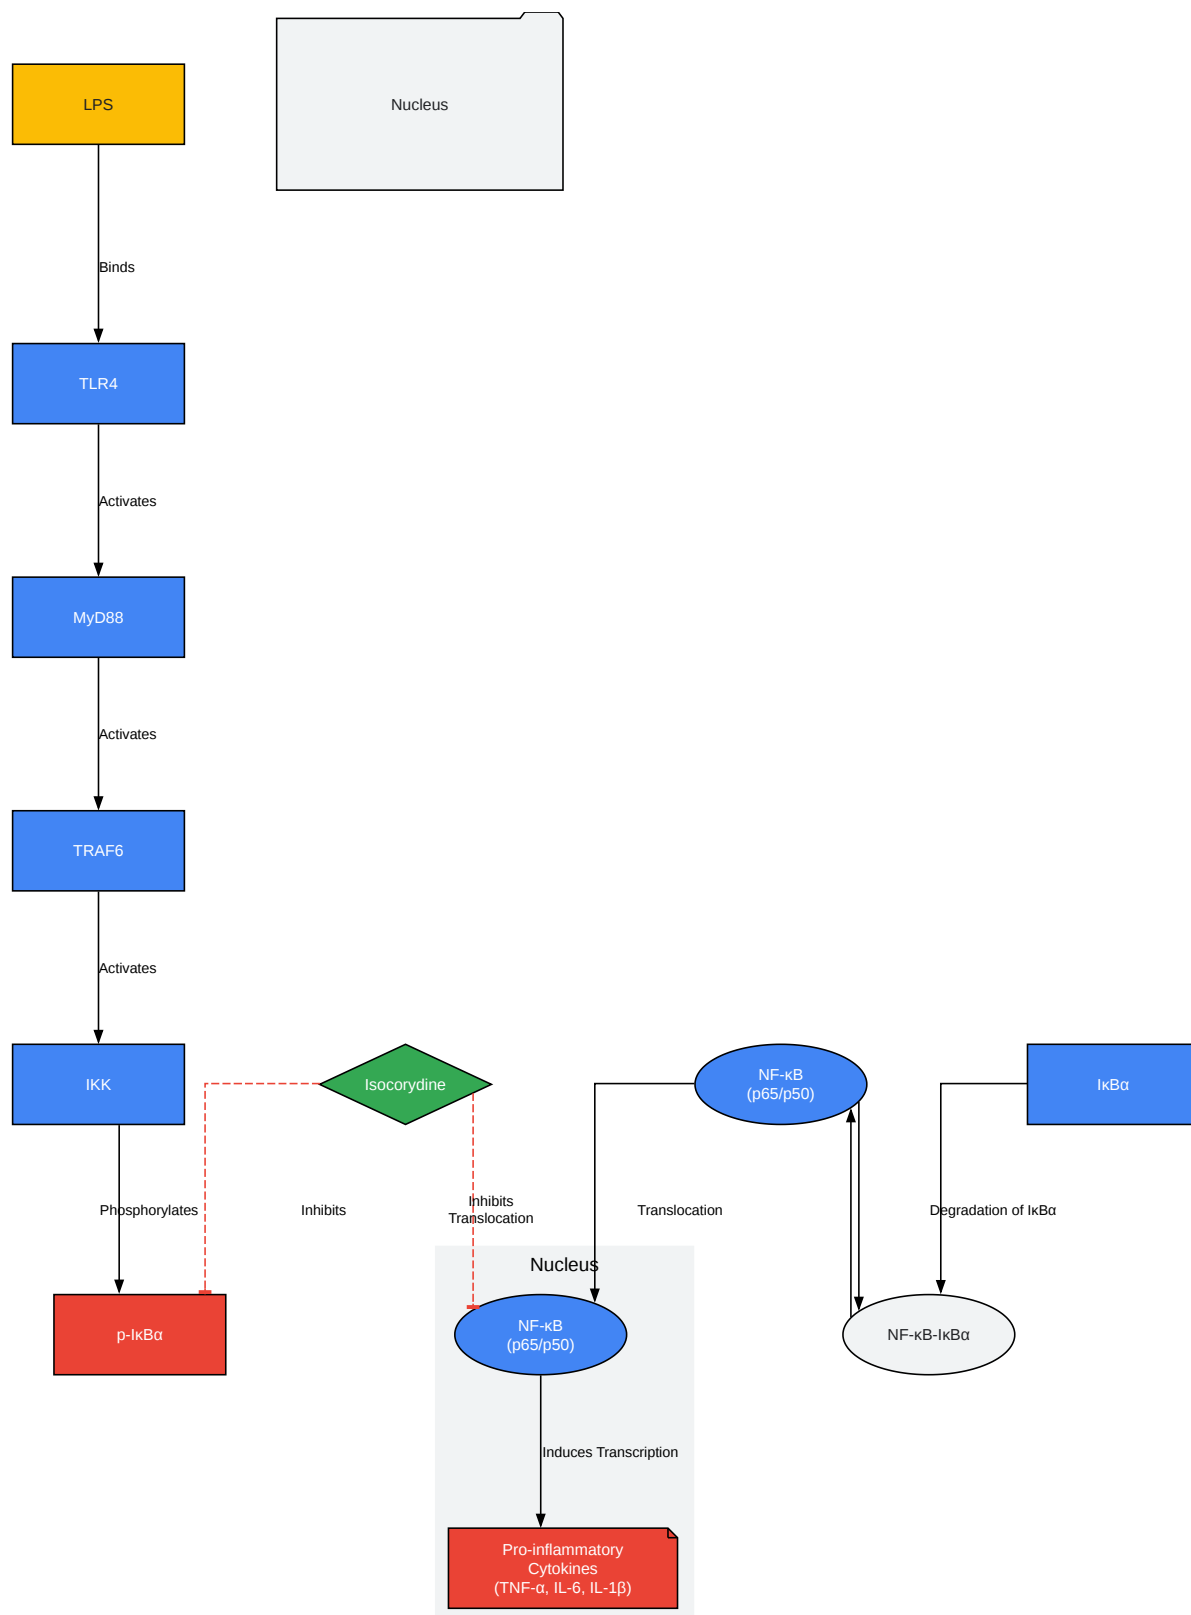 LPS
Nucleus
Binds
TLR4
Activates
MyD88
Activates
TRAF6
Activates
IKK
Isocorydine
NF-κB
(p65/p50)
IκBα
Phosphorylates
Inhibits
Inhibits
Translocation
Translocation
Degradation of IκBα
Nucleus
p-IκBα
NF-κB
(p65/p50)
NF-κB-IκBα
Induces Transcription
Pro-inflammatory
Cytokines
(TNF-α, IL-6, IL-1β)